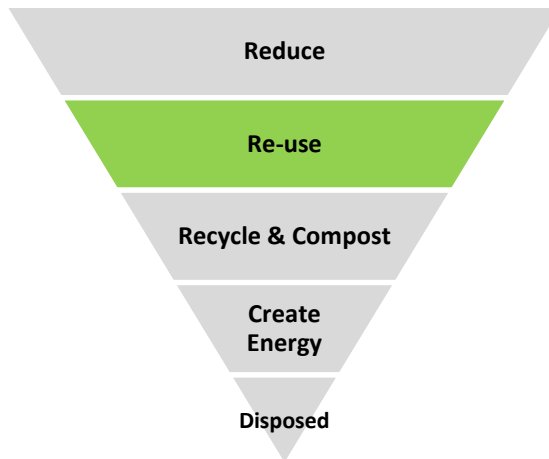 Reduce
Re-use
Recycle & Compost
Create
Energy
Disposed